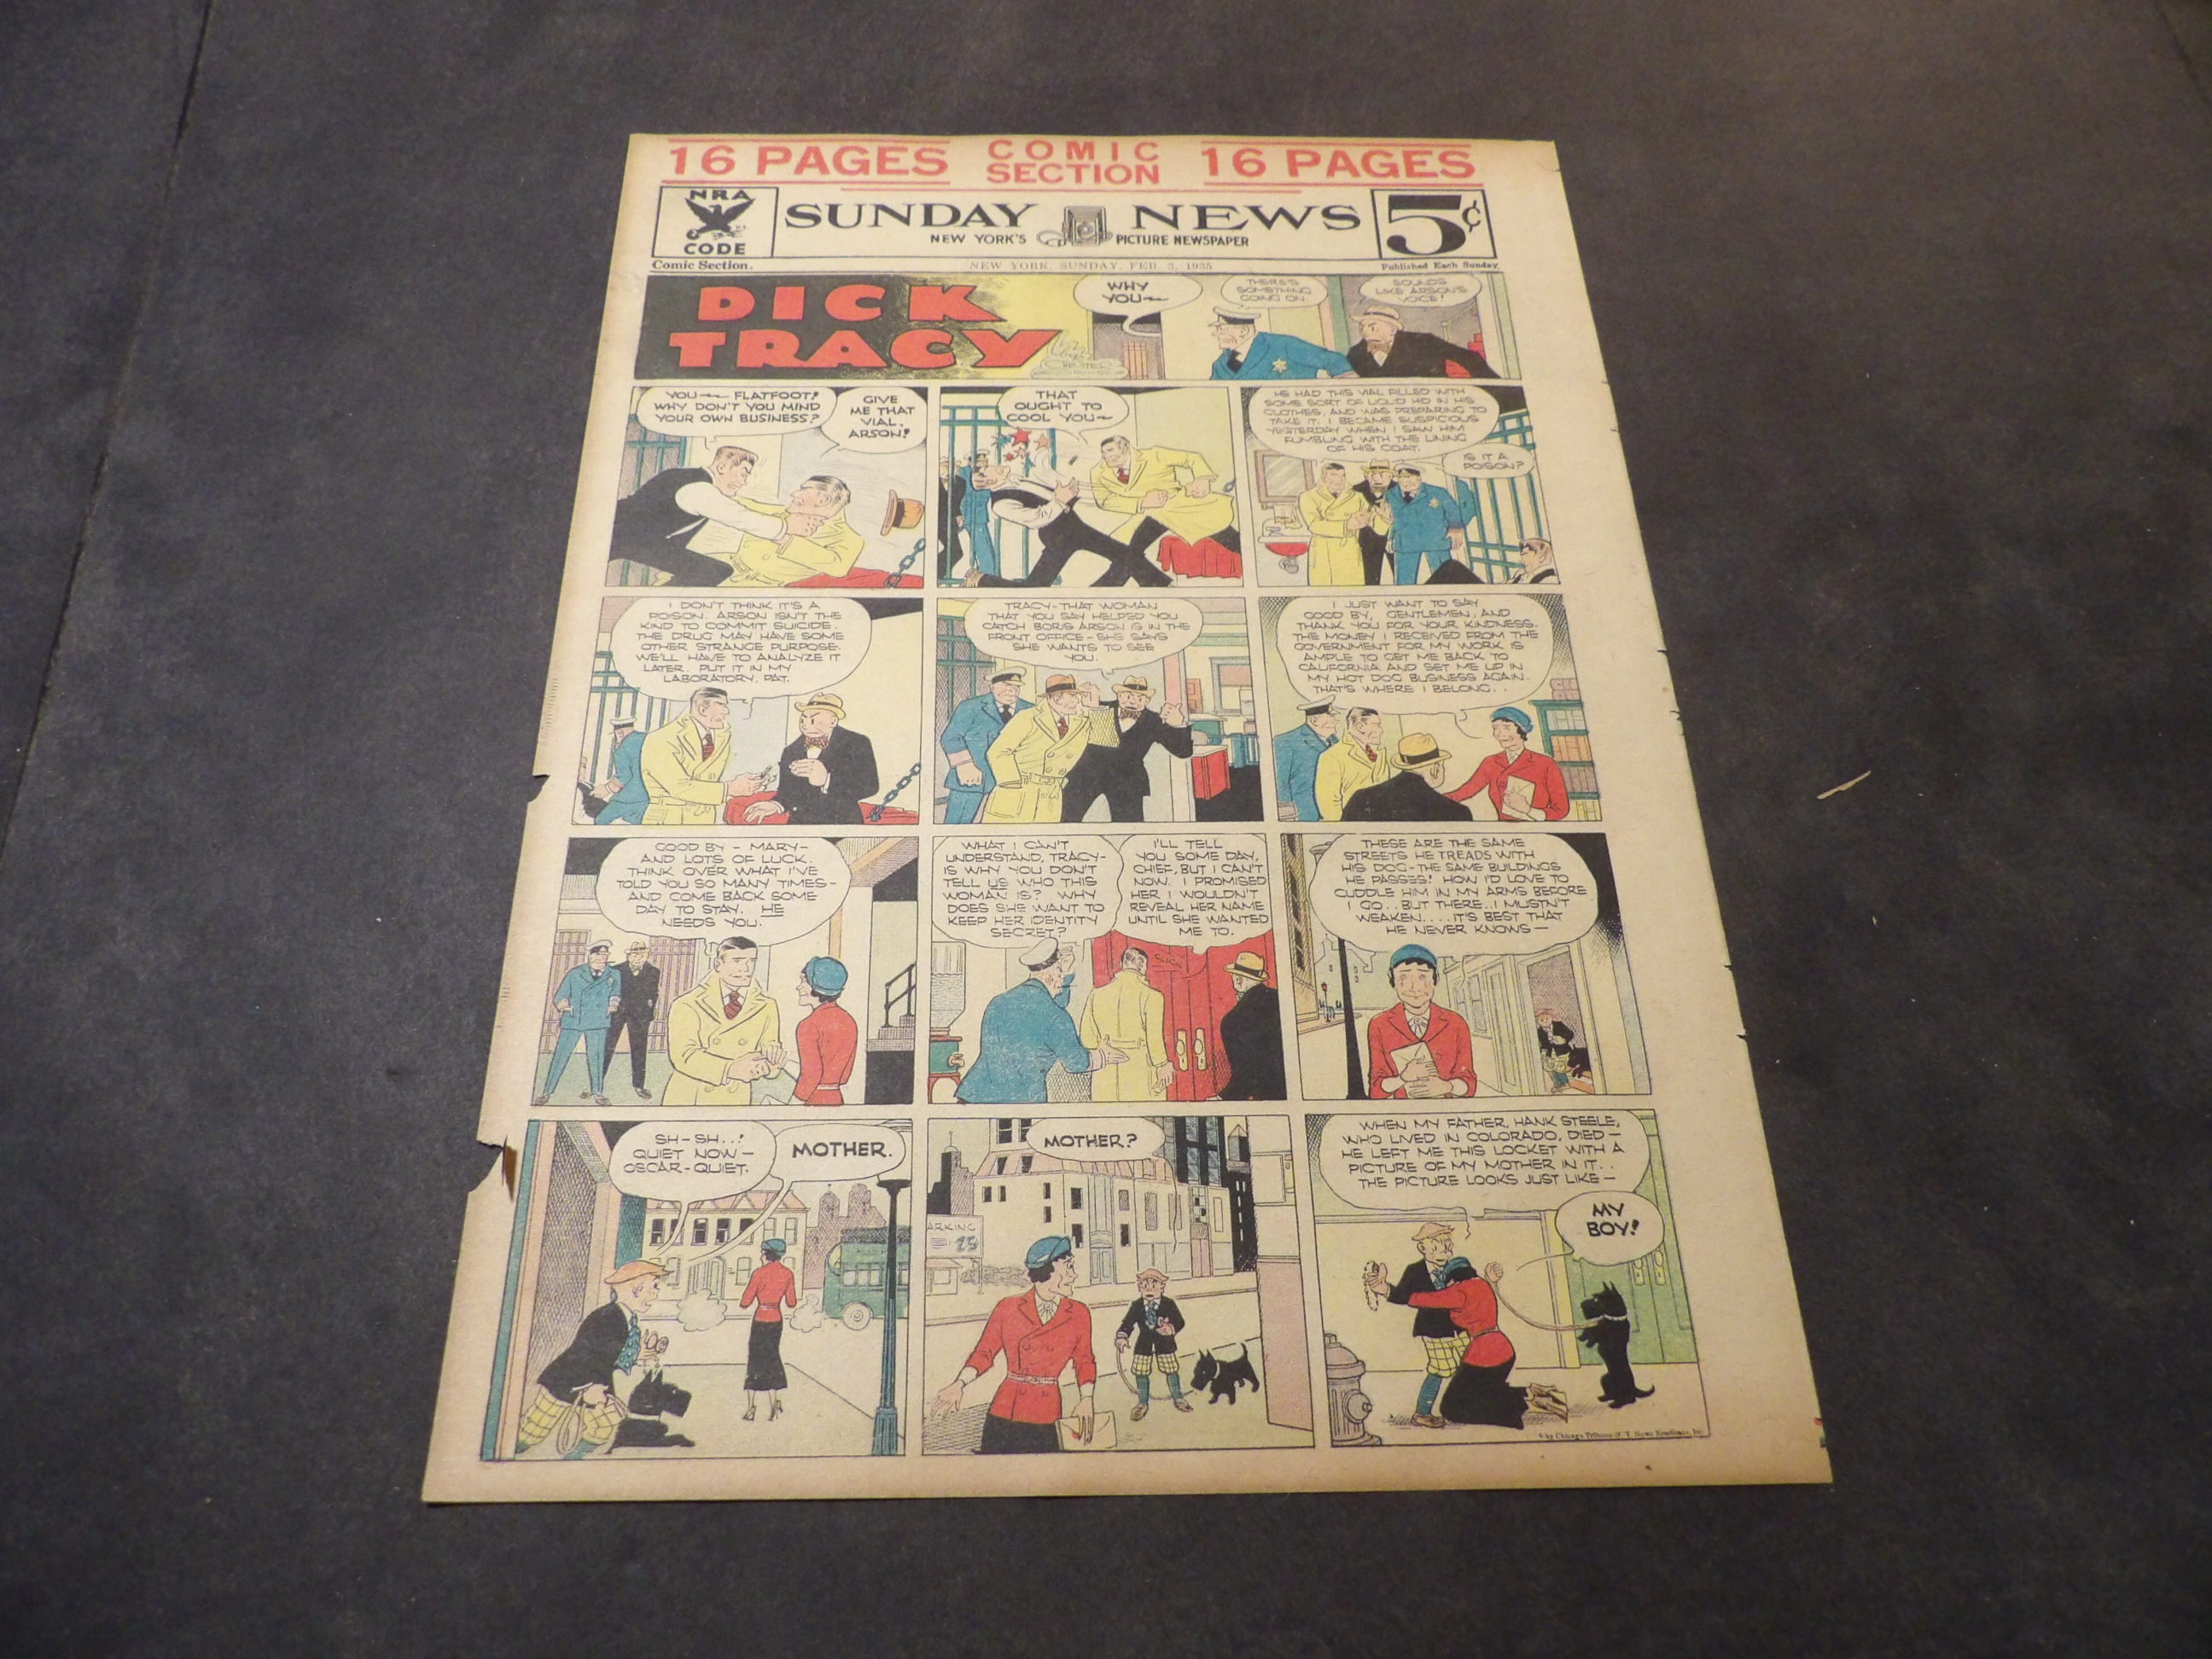 16 PAGES
COMIC
SECTION
16 PAGES
NRA
CODE
SUNDAY NEWS
NEW YORK'S PICTURE NEWSPAPER
5¢
Comic Section.
NEW YORK, SUNDAY, FEB. 3, 1935
Published Each Sunday
DICK
TRACY
CHESTER
WHY
YOU—
THERE'S
SOMETHING
GOING ON.
SOUNDS
LIKE ARSON'S
VOICE!
YOU— FLATFOOT!
WHY DON'T YOU MIND
YOUR OWN BUSINESS?
GIVE
ME THAT
VIAL,
ARSON!
THAT
OUGHT TO
COOL YOU—
HE HAD THIS VIAL FILLED WITH
SOME SORT OF LIQUID HID IN HIS
CLOTHES, AND WAS PREPARING TO
TAKE IT. I BECAME SUSPICIOUS
YESTERDAY WHEN I SAW HIM
FUMBLING WITH THE LINING
OF HIS COAT.
IS IT A
POISON?
I DON'T THINK IT'S A
POISON. ARSON ISN'T THE
KIND TO COMMIT SUICIDE.
THE DRUG MAY HAVE SOME
OTHER STRANGE PURPOSE.
WE'LL HAVE TO ANALYZE IT
LATER. PUT IT IN MY
LABORATORY, PAT.
TRACY-THAT WOMAN
THAT YOU SAY HELPED YOU
CATCH BORIS ARSON IS IN THE
FRONT OFFICE-SHE SAYS
SHE WANTS TO SEE
YOU.
I JUST WANT TO SAY
GOOD BY, GENTLEMEN, AND
THANK YOU FOR YOUR KINDNESS.
THE MONEY I RECEIVED FROM THE
GOVERNMENT FOR MY WORK IS
AMPLE TO GET ME BACK TO
CALIFORNIA AND SET ME UP IN
MY HOT DOG BUSINESS AGAIN.
THAT'S WHERE I BELONG..
GOOD BY - MARY-
AND LOTS OF LUCK.
THINK OVER WHAT I'VE
TOLD YOU SO MANY TIMES-
AND COME BACK SOME
DAY TO STAY. HE
NEEDS YOU.
WHAT I CAN'T
UNDERSTAND, TRACY-
IS WHY YOU DON'T
TELL US WHO THIS
WOMAN IS? WHY
DOES SHE WANT TO
KEEP HER IDENTITY
SECRET?
I'LL TELL
YOU SOME DAY,
CHIEF, BUT I CAN'T
NOW. I PROMISED
HER I WOULDN'T
REVEAL HER NAME
UNTIL SHE WANTED
ME TO.
THESE ARE THE SAME
STREETS HE TREADS WITH
HIS DOG-THE SAME BUILDINGS
HE PASSES! HOW I'D LOVE TO
CUDDLE HIM IN MY ARMS BEFORE
I GO..BUT THERE..I MUSTN'T
WEAKEN....IT'S BEST THAT
HE NEVER KNOWS—
SH-SH..!
QUIET NOW—
OSCAR-QUIET.
MOTHER.
MOTHER?
ARKING
25
WHEN MY FATHER, HANK STEELE,
WHO LIVED IN COLORADO, DIED—
HE LEFT ME THIS LOCKET WITH A
PICTURE OF MY MOTHER IN IT..
THE PICTURE LOOKS JUST LIKE—
MY
BOY!
© by Chicago Tribune-N. Y. News Syndicate, Inc.